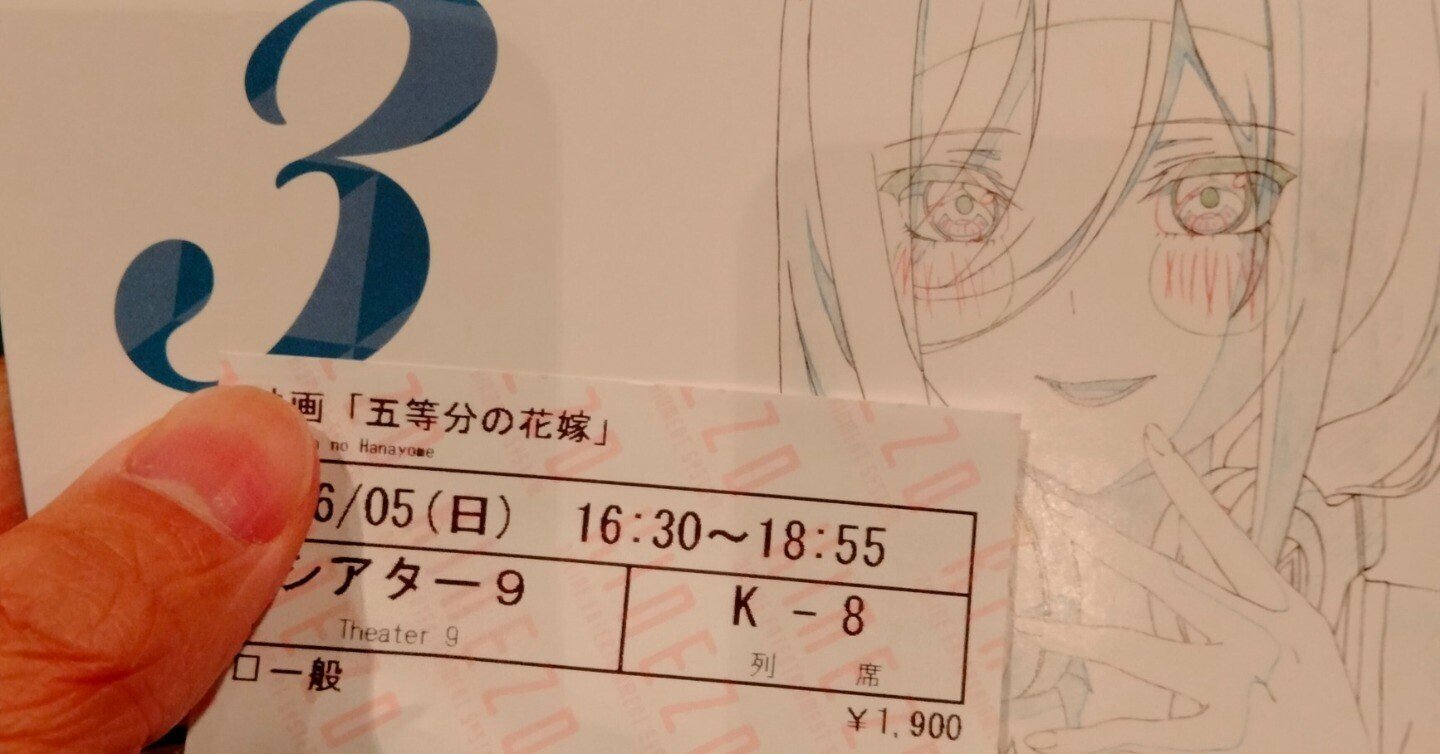 3
画「五等分の花嫁」
no Hanayome
6/05(日) 16:30～18:55
シアター9
Theater 9
K - 8
列 席
ロ一般
¥1,900